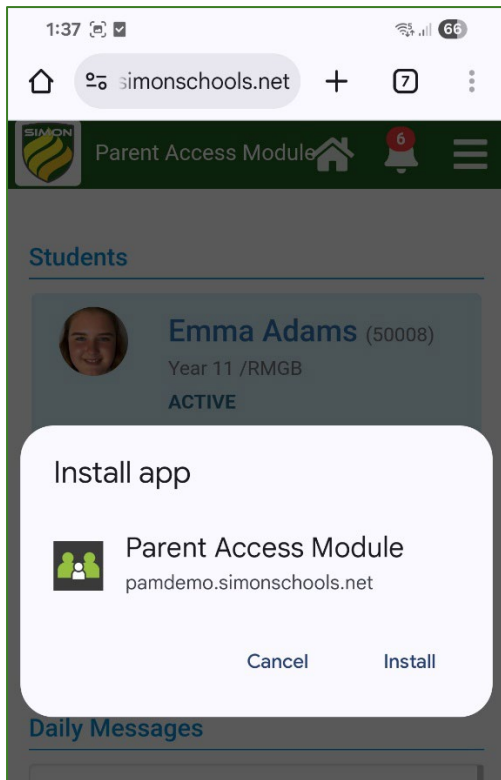 1:37
66
simonschools.net
7
SIMON
Parent Access Module
6
Students
Emma Adams (50008)
Year 11 /RMGB
ACTIVE
Install app
Parent Access Module
pamdemo.simonschools.net
Cancel
Install
Daily Messages